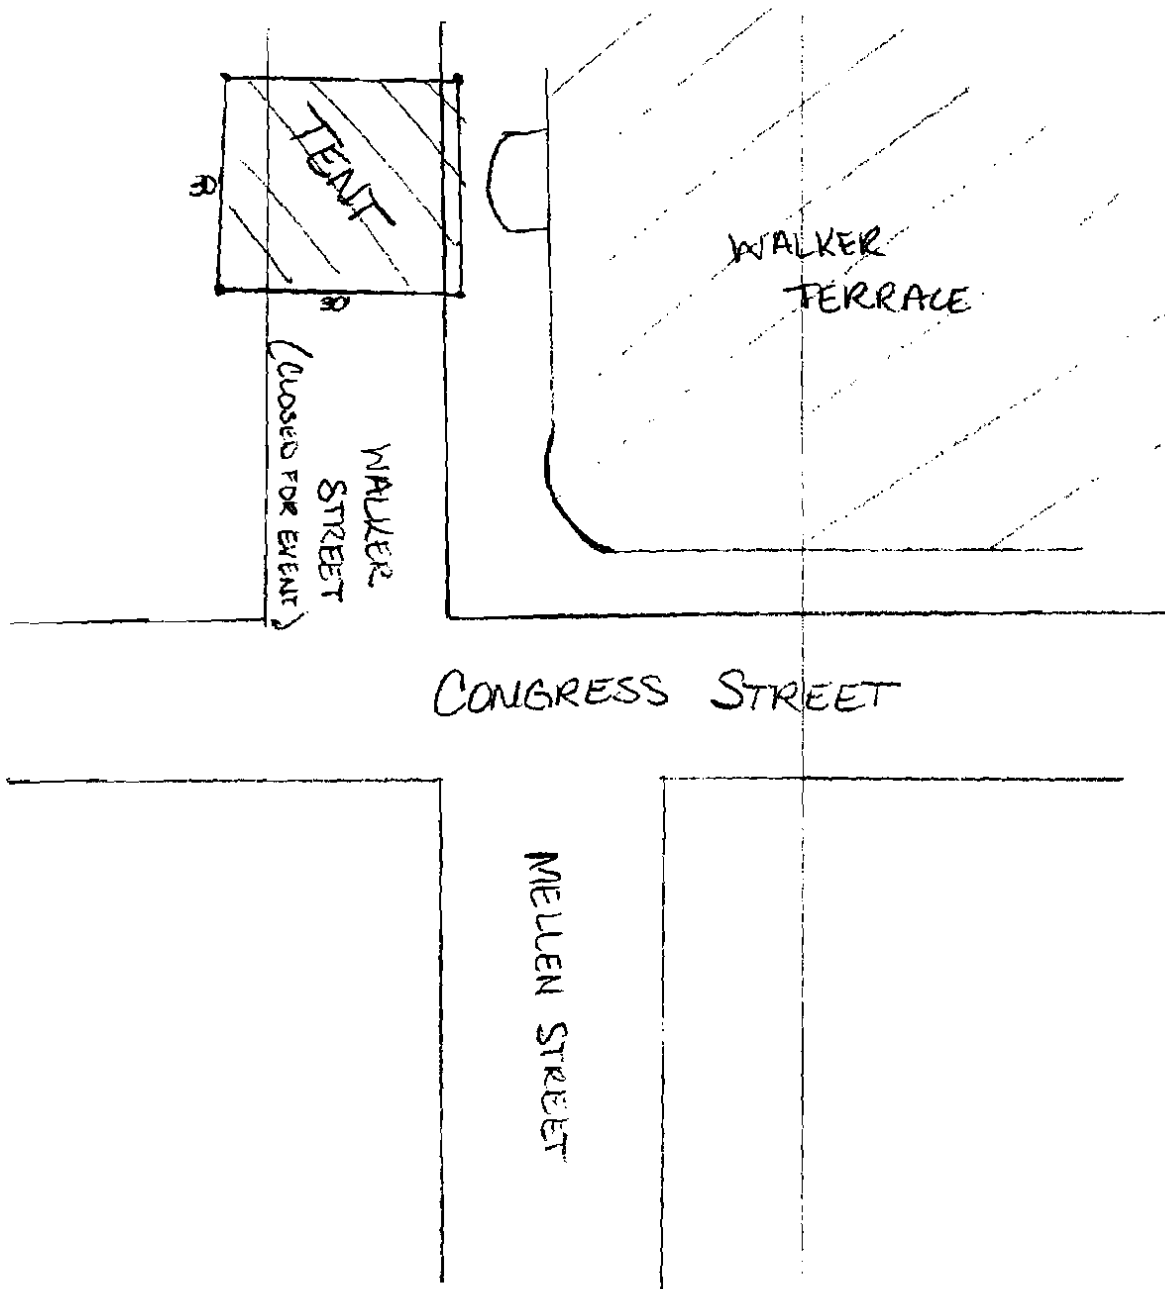 TENT
30'
30'
WALKER
TERRACE
(CLOSED FOR EVENT)
WALKER
STREET
CONGRESS STREET
MELLEN STREET